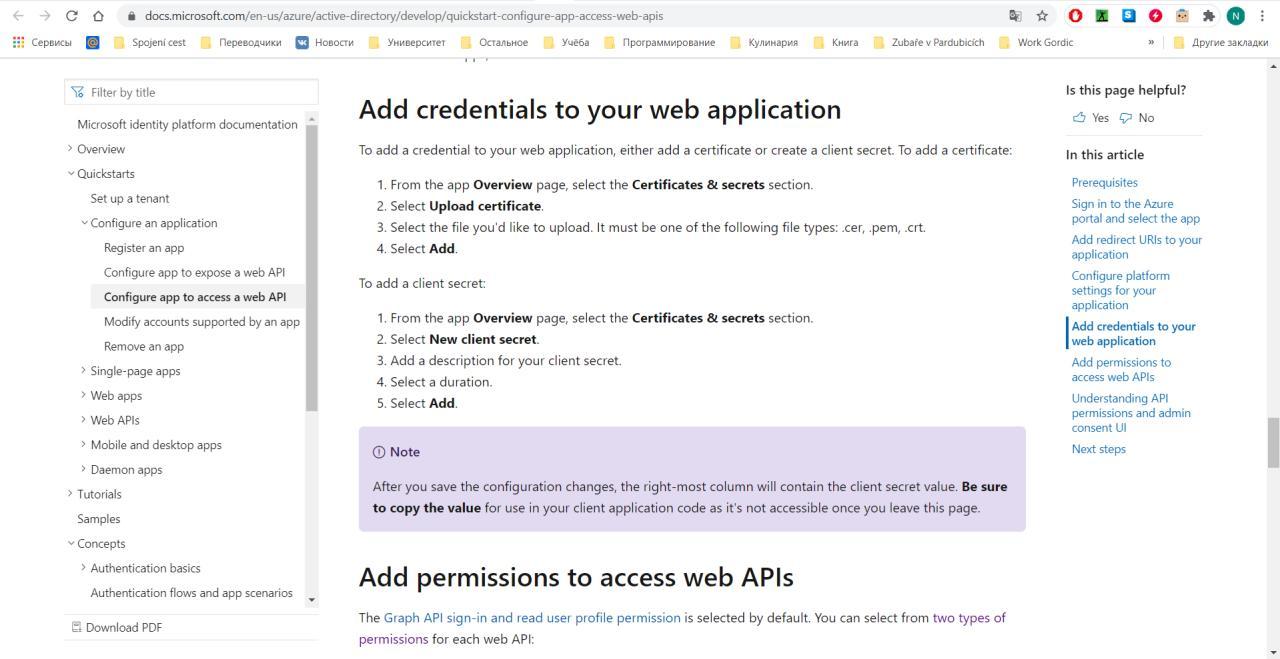 docs.microsoft.com/en-us/azure/active-directory/develop/quickstart-configure-app-access-web-apis
N
Сервисы
Spojení cest
Переводчики
Новости
Университет
Остальное
Учёба
Программирование
Кулинария
Книга
Zubaře v Pardubicích
Work Gordic
»
Другие закладки
Filter by title
Microsoft identity platform documentation
Overview
Quickstarts
Set up a tenant
Configure an application
Register an app
Configure app to expose a web API
Configure app to access a web API
Modify accounts supported by an app
Remove an app
Single-page apps
Web apps
Web APIs
Mobile and desktop apps
Daemon apps
Tutorials
Samples
Concepts
Authentication basics
Authentication flows and app scenarios
Download PDF
Add credentials to your web application
To add a credential to your web application, either add a certificate or create a client secret. To add a certificate:
1. From the app Overview page, select the Certificates & secrets section.
2. Select Upload certificate.
3. Select the file you'd like to upload. It must be one of the following file types: .cer, .pem, .crt.
4. Select Add.
To add a client secret:
1. From the app Overview page, select the Certificates & secrets section.
2. Select New client secret.
3. Add a description for your client secret.
4. Select a duration.
5. Select Add.
Note
After you save the configuration changes, the right-most column will contain the client secret value. Be sure
to copy the value for use in your client application code as it's not accessible once you leave this page.
Add permissions to access web APIs
The Graph API sign-in and read user profile permission is selected by default. You can select from two types of
permissions for each web API:
Is this page helpful?
Yes No
In this article
Prerequisites
Sign in to the Azure
portal and select the app
Add redirect URIs to your
application
Configure platform
settings for your
application
Add credentials to your
web application
Add permissions to
access web APIs
Understanding API
permissions and admin
consent UI
Next steps